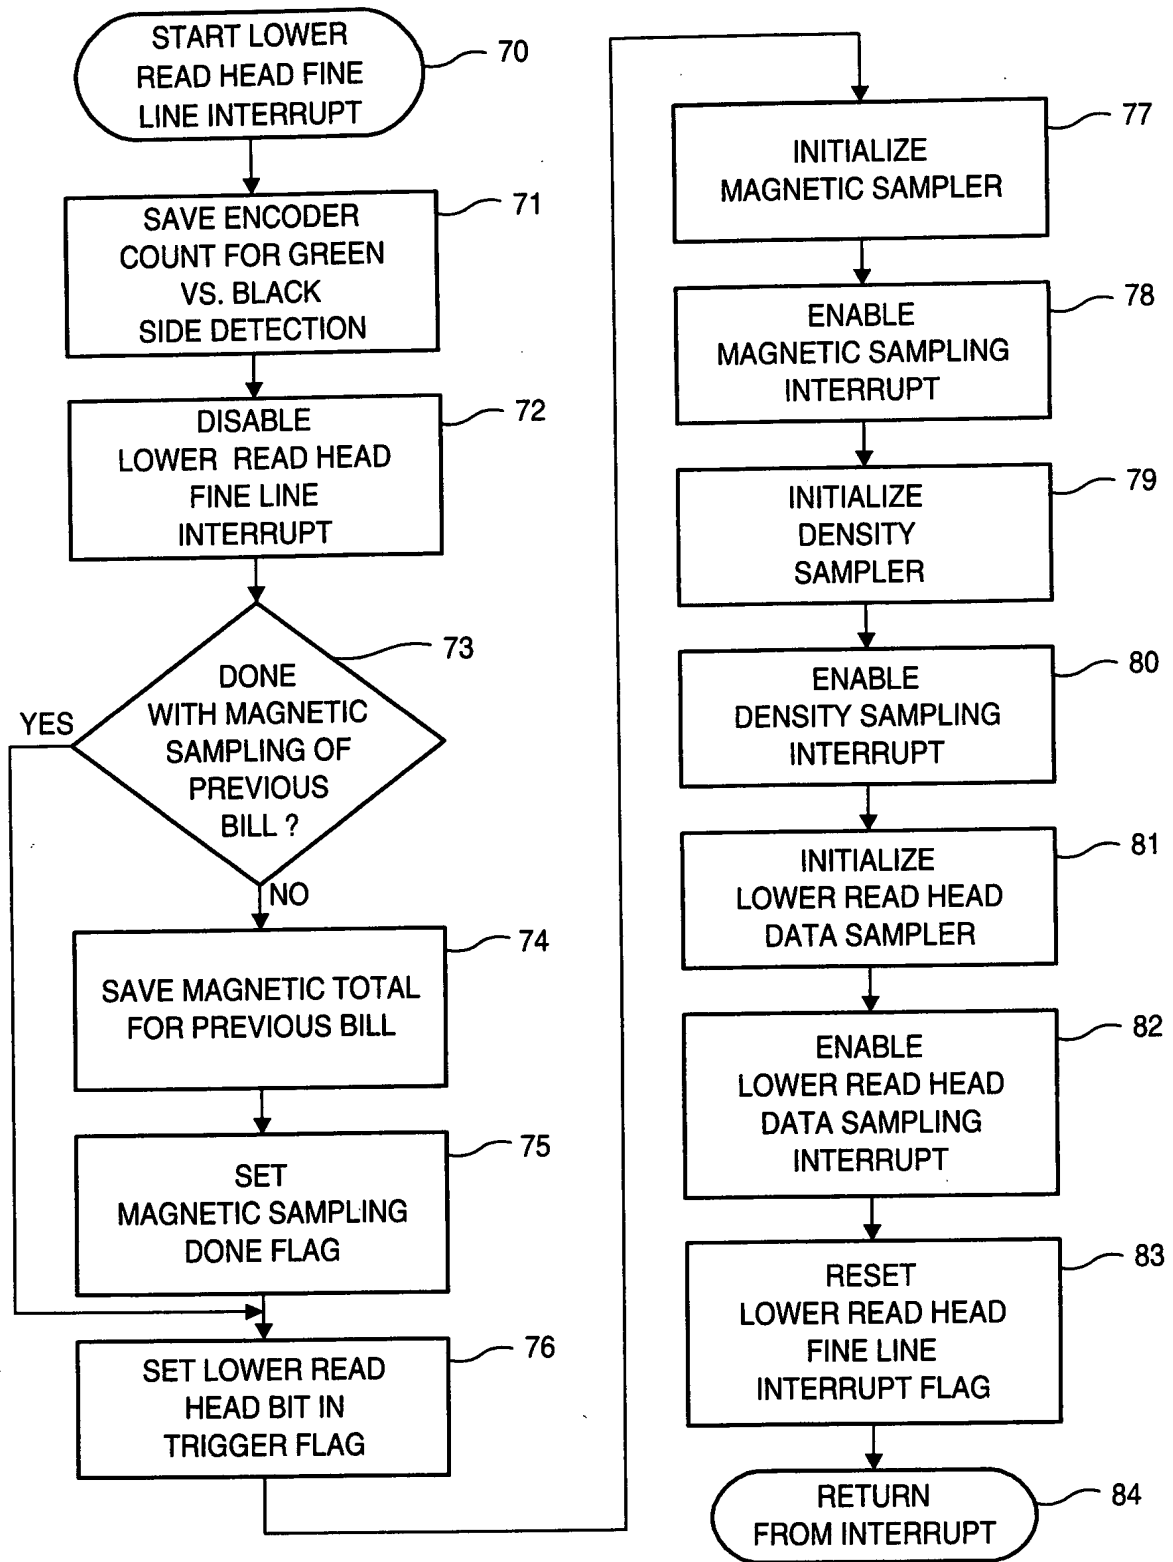 START LOWER
READ HEAD FINE
LINE INTERRUPT
70
SAVE ENCODER
COUNT FOR GREEN
VS. BLACK
SIDE DETECTION
71
DISABLE
LOWER READ HEAD
FINE LINE
INTERRUPT
72
DONE
WITH MAGNETIC
SAMPLING OF
PREVIOUS
BILL ?
73
YES
NO
SAVE MAGNETIC TOTAL
FOR PREVIOUS BILL
74
SET
MAGNETIC SAMPLING
DONE FLAG
75
SET LOWER READ
HEAD BIT IN
TRIGGER FLAG
76
INITIALIZE
MAGNETIC SAMPLER
77
ENABLE
MAGNETIC SAMPLING
INTERRUPT
78
INITIALIZE
DENSITY
SAMPLER
79
ENABLE
DENSITY SAMPLING
INTERRUPT
80
INITIALIZE
LOWER READ HEAD
DATA SAMPLER
81
ENABLE
LOWER READ HEAD
DATA SAMPLING
INTERRUPT
82
RESET
LOWER READ HEAD
FINE LINE
INTERRUPT FLAG
83
RETURN
FROM INTERRUPT
84